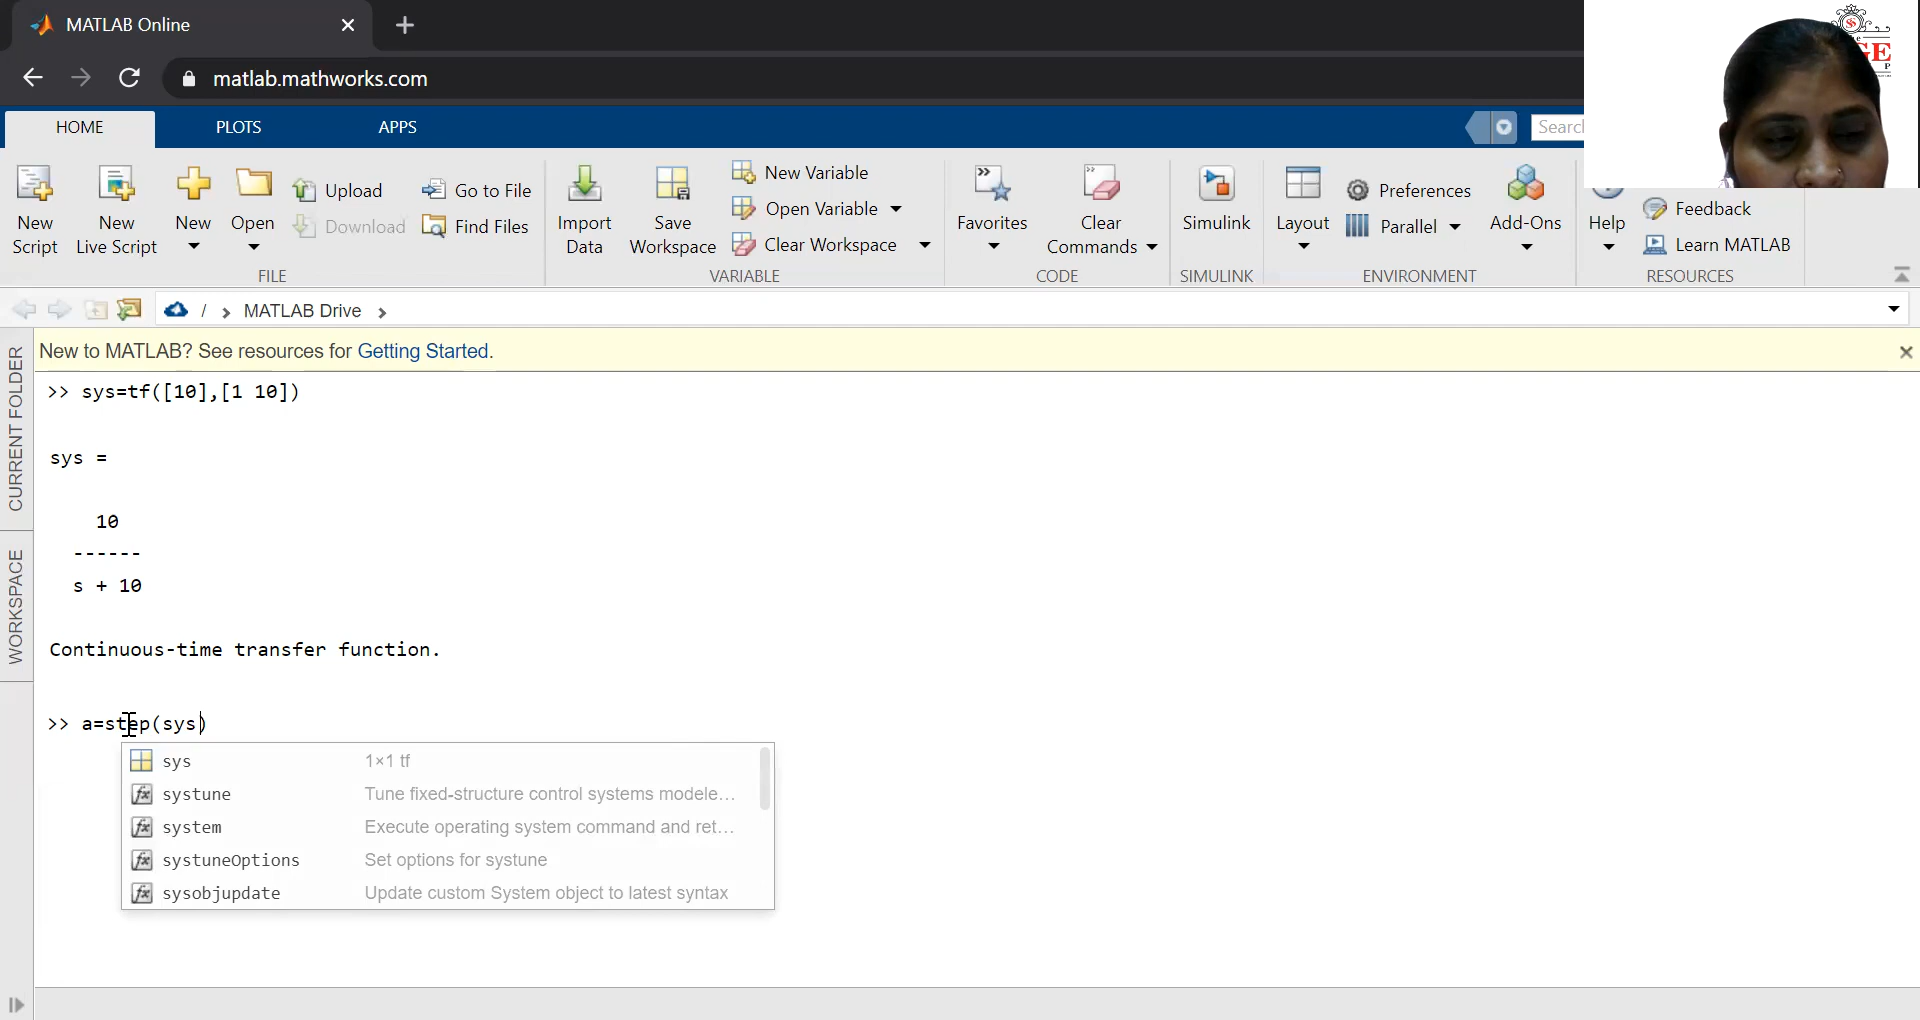 MATLAB Online
matlab.mathworks.com
HOME PLOTS APPS
Search
New Script
New Live Script
New
Open
Upload
Download
Go to File
Find Files
FILE
Import Data
Save Workspace
New Variable
Open Variable
Clear Workspace
VARIABLE
Favorites
Clear Commands
CODE
Simulink
SIMULINK
Layout
Preferences
Parallel
Add-Ons
ENVIRONMENT
Help
Feedback
Learn MATLAB
RESOURCES
/ › MATLAB Drive ›
CURRENT FOLDER
WORKSPACE
New to MATLAB? See resources for Getting Started.
>> sys=tf([10],[1 10])
sys =
10
------
s + 10
Continuous-time transfer function.
>> a=step(sys)
sys 1×1 tf
systune Tune fixed-structure control systems modele…
system Execute operating system command and ret…
systuneOptions Set options for systune
sysobjupdate Update custom System object to latest syntax